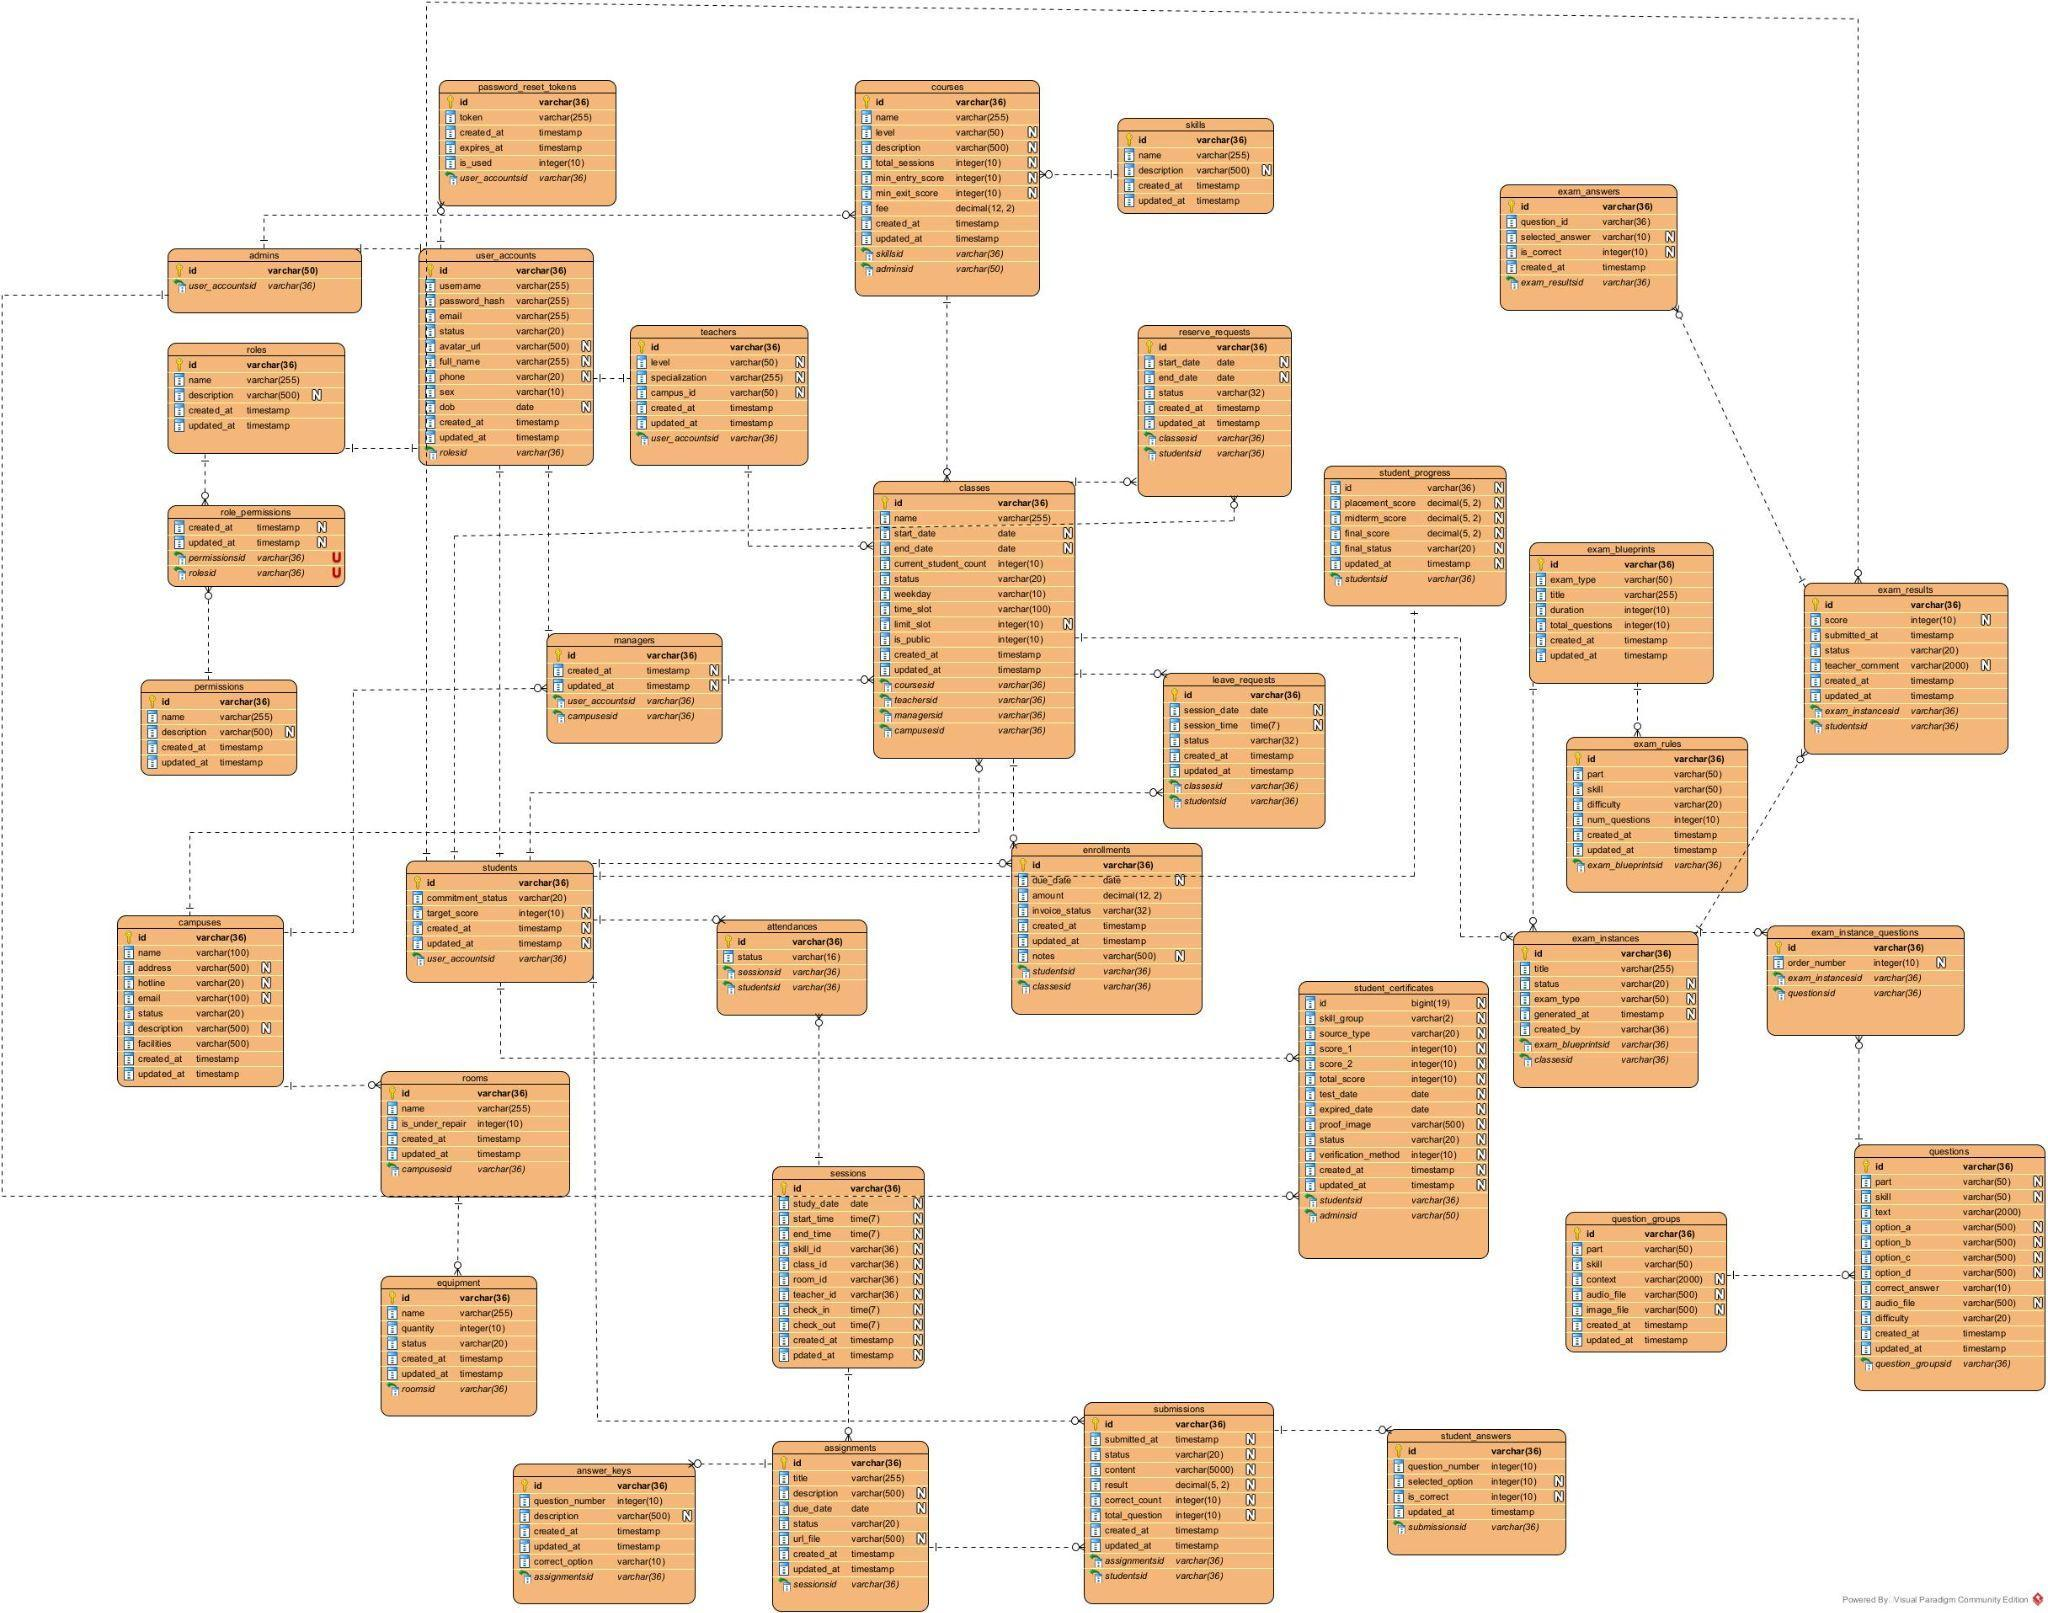 password_reset_tokens
id varchar(36)
token varchar(255)
created_at timestamp
expires_at timestamp
is_used integer(10)
user_accountsid varchar(36)
courses
id varchar(36)
name varchar(255)
level varchar(50) N
description varchar(500) N
total_sessions integer(10) N
min_entry_score integer(10) N
min_exit_score integer(10) N
fee decimal(12, 2)
created_at timestamp
updated_at timestamp
skillsid varchar(36)
adminsid varchar(50)
skills
id varchar(36)
name varchar(255)
description varchar(500) N
created_at timestamp
updated_at timestamp
exam_answers
id varchar(36)
question_id varchar(36)
selected_answer varchar(10) N
is_correct integer(10) N
created_at timestamp
exam_resultsid varchar(36)
admins
id varchar(50)
user_accountsid varchar(36)
user_accounts
id varchar(36)
username varchar(255)
password_hash varchar(255)
email varchar(255)
status varchar(20)
avatar_url varchar(500) N
full_name varchar(255) N
phone varchar(20) N
sex varchar(10)
dob date N
created_at timestamp
updated_at timestamp
rolesid varchar(36)
teachers
id varchar(36)
level varchar(50) N
specialization varchar(255) N
campus_id varchar(50) N
created_at timestamp
updated_at timestamp
user_accountsid varchar(36)
reserve_requests
id varchar(36)
start_date date N
end_date date N
status varchar(32)
created_at timestamp
updated_at timestamp
classesid varchar(36)
studentsid varchar(36)
roles
id varchar(36)
name varchar(255)
description varchar(500) N
created_at timestamp
updated_at timestamp
role_permissions
created_at timestamp N
updated_at timestamp N
permissionsid varchar(36) U
rolesid varchar(36) U
permissions
id varchar(36)
name varchar(255)
description varchar(500) N
created_at timestamp
updated_at timestamp
classes
id varchar(36)
name varchar(255)
start_date date N
end_date date N
current_student_count integer(10)
status varchar(20)
weekday varchar(10)
time_slot varchar(100)
limit_slot integer(10) N
is_public integer(10)
created_at timestamp
updated_at timestamp
coursesid varchar(36)
teachersid varchar(36)
managersid varchar(36)
campusesid varchar(36)
student_progress
id varchar(36) N
placement_score decimal(5, 2) N
midterm_score decimal(5, 2) N
final_score decimal(5, 2) N
final_status varchar(20) N
updated_at timestamp N
studentsid varchar(36)
exam_blueprints
id varchar(36)
exam_type varchar(50)
title varchar(255)
duration integer(10)
total_questions integer(10)
created_at timestamp
updated_at timestamp
exam_results
id varchar(36)
score integer(10) N
submitted_at timestamp
status varchar(20)
teacher_comment varchar(2000) N
created_at timestamp
updated_at timestamp
exam_instancesid varchar(36)
studentsid varchar(36)
managers
id varchar(36)
created_at timestamp N
updated_at timestamp N
user_accountsid varchar(36)
campusesid varchar(36)
leave_requests
id varchar(36)
session_date date N
session_time time(7) N
status varchar(32)
created_at timestamp
updated_at timestamp
classesid varchar(36)
studentsid varchar(36)
exam_rules
id varchar(36)
part varchar(50)
skill varchar(50)
difficulty varchar(20)
num_questions integer(10)
created_at timestamp
updated_at timestamp
exam_blueprintsid varchar(36)
students
id varchar(36)
commitment_status varchar(20)
target_score integer(10) N
created_at timestamp N
updated_at timestamp N
user_accountsid varchar(36)
enrollments
id varchar(36)
due_date date N
amount decimal(12, 2)
invoice_status varchar(32)
created_at timestamp
updated_at timestamp
notes varchar(500) N
studentsid varchar(36)
classesid varchar(36)
campuses
id varchar(36)
name varchar(100)
address varchar(500) N
hotline varchar(20) N
email varchar(100) N
status varchar(20)
description varchar(500) N
facilities varchar(500)
created_at timestamp
updated_at timestamp
attendances
id varchar(36)
status varchar(16)
sessionsid varchar(36)
studentsid varchar(36)
exam_instances
id varchar(36)
title varchar(255)
status varchar(20) N
exam_type varchar(50) N
generated_at timestamp N
created_by varchar(36)
exam_blueprintsid varchar(36)
classesid varchar(36)
exam_instance_questions
id varchar(36)
order_number integer(10) N
exam_instancesid varchar(36)
questionsid varchar(36)
student_certificates
id bigint(19) N
skill_group varchar(2) N
source_type varchar(20) N
score_1 integer(10) N
score_2 integer(10) N
total_score integer(10) N
test_date date N
expired_date date N
proof_image varchar(500) N
status varchar(20) N
verification_method integer(10) N
created_at timestamp N
updated_at timestamp N
studentsid varchar(36)
adminsid varchar(50)
rooms
id varchar(36)
name varchar(255)
is_under_repair integer(10)
created_at timestamp
updated_at timestamp
campusesid varchar(36)
sessions
id varchar(36)
study_date date N
start_time time(7) N
end_time time(7) N
skill_id varchar(36) N
class_id varchar(36) N
room_id varchar(36) N
teacher_id varchar(36) N
check_in time(7) N
check_out time(7) N
created_at timestamp N
pdated_at timestamp N
questions
id varchar(36)
part varchar(50) N
skill varchar(50) N
text varchar(2000)
option_a varchar(500) N
option_b varchar(500) N
option_c varchar(500) N
option_d varchar(500) N
correct_answer varchar(10)
audio_file varchar(500) N
difficulty varchar(20)
created_at timestamp
updated_at timestamp
question_groupsid varchar(36)
question_groups
id varchar(36)
part varchar(50)
skill varchar(50)
context varchar(2000) N
audio_file varchar(500) N
image_file varchar(500) N
created_at timestamp
updated_at timestamp
equipment
id varchar(36)
name varchar(255)
quantity integer(10)
status varchar(20)
created_at timestamp
updated_at timestamp
roomsid varchar(36)
submissions
id varchar(36)
submitted_at timestamp N
status varchar(20) N
content varchar(5000) N
result decimal(5, 2) N
correct_count integer(10) N
total_question integer(10) N
created_at timestamp
updated_at timestamp
assignmentsid varchar(36)
studentsid varchar(36)
student_answers
id varchar(36)
question_number integer(10)
selected_option integer(10) N
is_correct integer(10) N
updated_at timestamp
submissionsid varchar(36)
assignments
id varchar(36)
title varchar(255)
description varchar(500) N
due_date date N
status varchar(20)
url_file varchar(500) N
created_at timestamp
updated_at timestamp
sessionsid varchar(36)
answer_keys
id varchar(36)
question_number integer(10)
description varchar(500) N
created_at timestamp
updated_at timestamp
correct_option varchar(10)
assignmentsid varchar(36)
Powered By: Visual Paradigm Community Edition